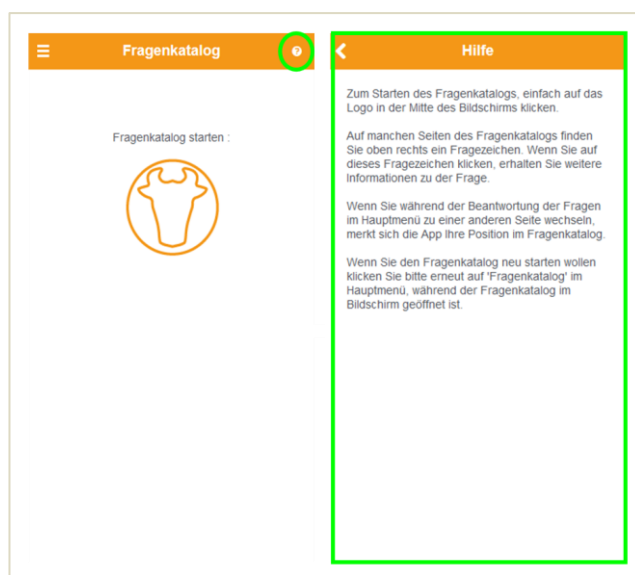 Fragenkatalog
Fragenkatalog starten :
Hilfe
Zum Starten des Fragenkatalogs, einfach auf das
Logo in der Mitte des Bildschirms klicken.
Auf manchen Seiten des Fragenkatalogs finden
Sie oben rechts ein Fragezeichen. Wenn Sie auf
dieses Fragezeichen klicken, erhalten Sie weitere
Informationen zu der Frage.
Wenn Sie während der Beantwortung der Fragen
im Hauptmenü zu einer anderen Seite wechseln,
merkt sich die App Ihre Position im Fragenkatalog.
Wenn Sie den Fragenkatalog neu starten wollen
klicken Sie bitte erneut auf 'Fragenkatalog' im
Hauptmenü, während der Fragenkatalog im
Bildschirm geöffnet ist.